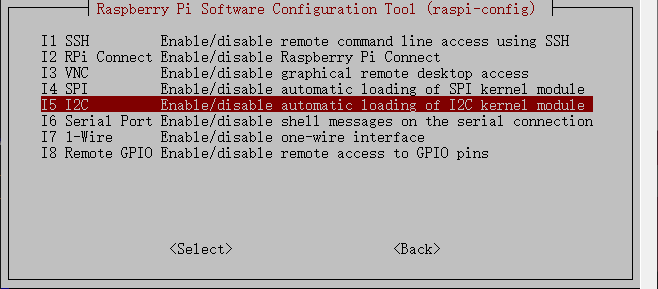 Raspberry Pi Software Configuration Tool (raspi-config)
I1 SSH Enable/disable remote command line access using SSH
I2 RPi Connect Enable/disable Raspberry Pi Connect
I3 VNC Enable/disable graphical remote desktop access
I4 SPI Enable/disable automatic loading of SPI kernel module
I5 I2C Enable/disable automatic loading of I2C kernel module
I6 Serial Port Enable/disable shell messages on the serial connection
I7 1-Wire Enable/disable one-wire interface
I8 Remote GPIO Enable/disable remote access to GPIO pins
<Select> <Back>